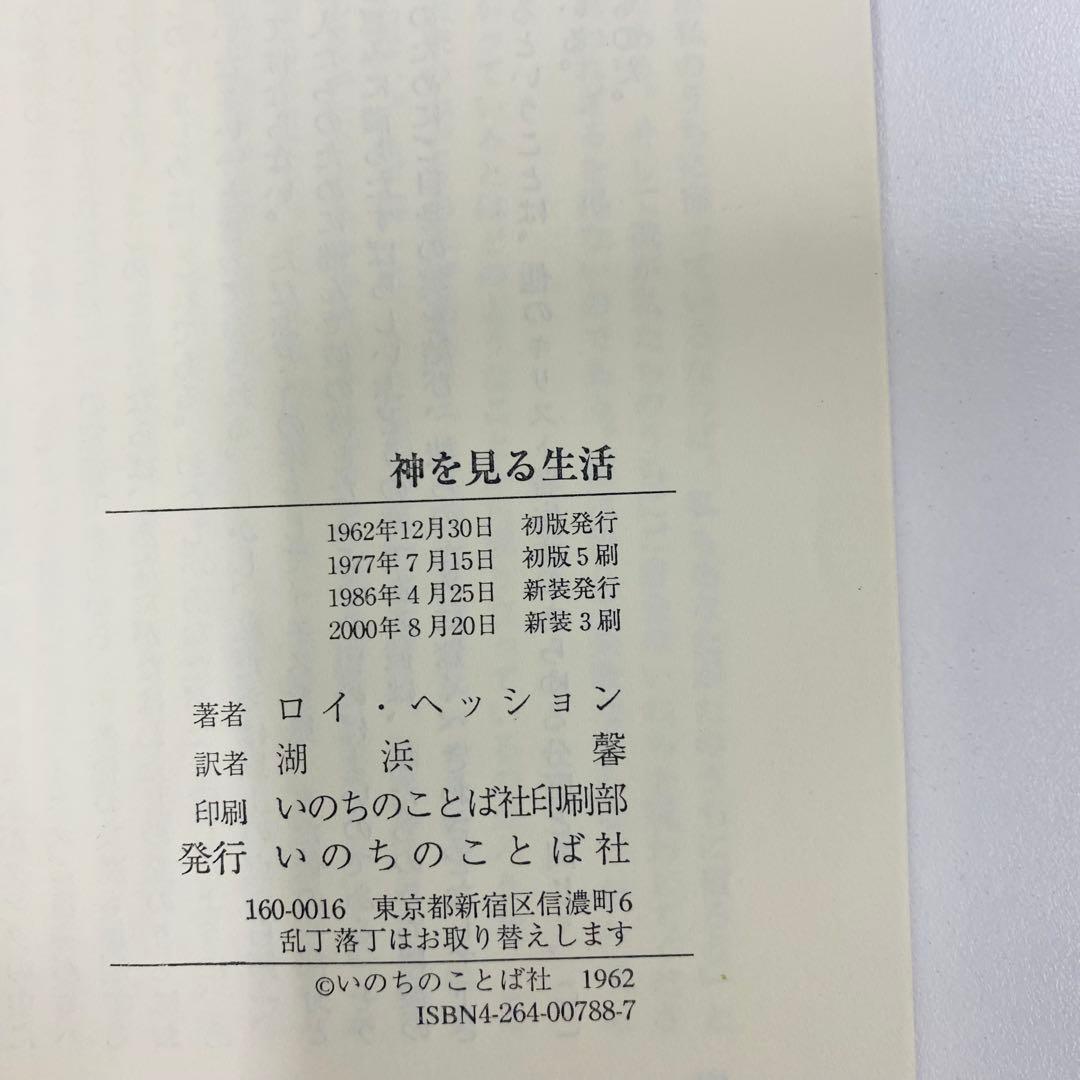 神を見る生活
1962年12月30日 初版発行
1977年7月15日 初版5刷
1986年4月25日 新装発行
2000年8月20日 新装3刷
著者 ロイ・ヘッション
訳者 湖浜馨
印刷 いのちのことば社印刷部
発行 いのちのことば社
160-0016 東京都新宿区信濃町6
乱丁落丁はお取り替えします
©いのちのことば社 1962
ISBN4-264-00788-7